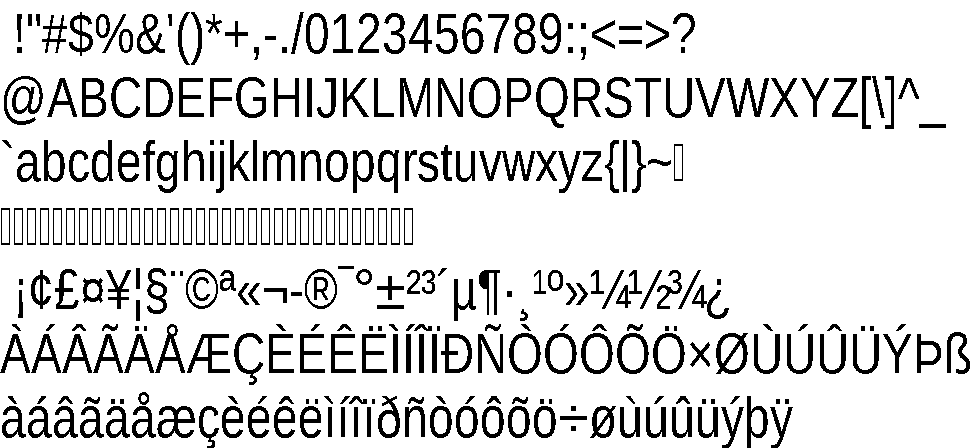 !"#$%&'()*+,-./0123456789:;<=>?
@ABCDEFGHIJKLMNOPQRSTUVWXYZ[\]^_
`abcdefghijklmnopqrstuvwxyz{|}~
¡¢£¤¥¦§¨©ª«¬-®¯°±²³´µ¶·¸¹º»¼½¾¿
ÀÁÂÃÄÅÆÇÈÉÊËÌÍÎÏÐÑÒÓÔÕÖ×ØÙÚÛÜÝÞß
àáâãäåæçèéêëìíîïðñòóôõö÷øùúûüýþÿ